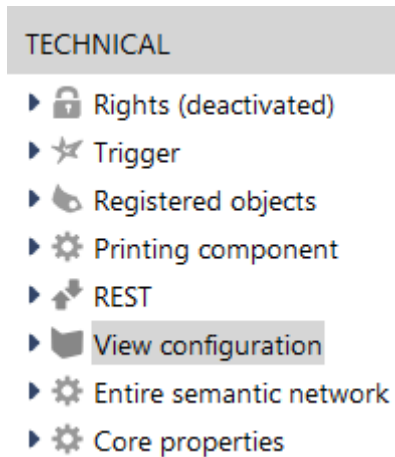 TECHNICAL
Rights (deactivated)
Trigger
Registered objects
Printing component
REST
View configuration
Entire semantic network
Core properties